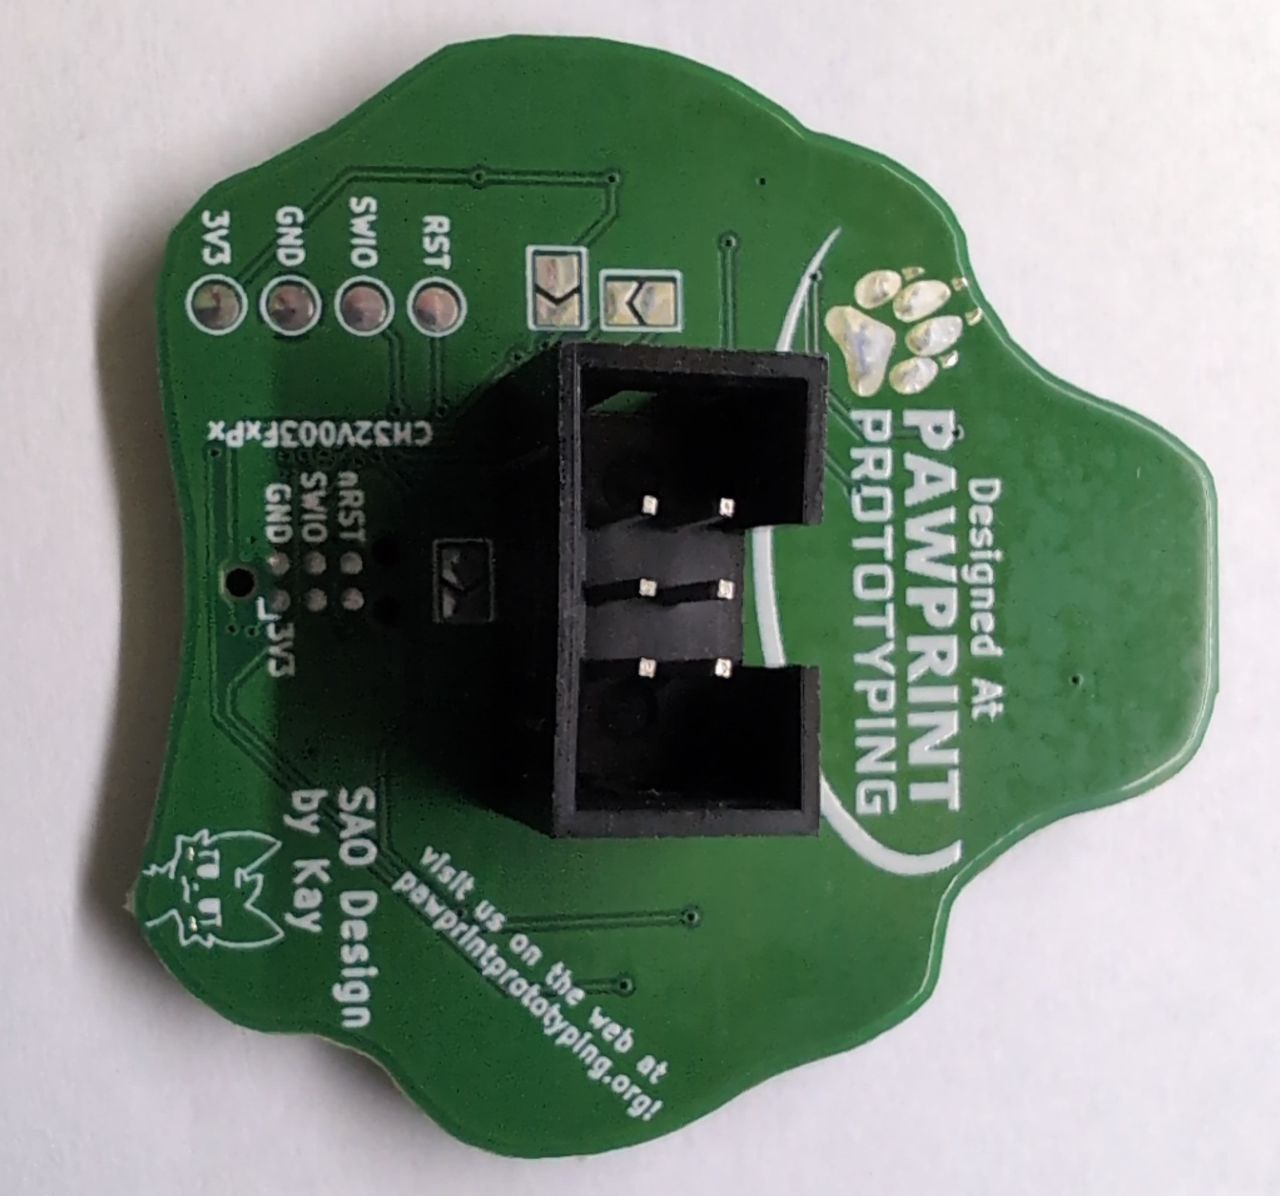 Designed At
PAWPRINT
PROTOTYPING
visit us on the web at
pawprintprototyping.org!
RST
SWIO
GND
3V3
CH32V003FxPx
nRST
SWIO
GND 3V3
SAO Design
by Kay